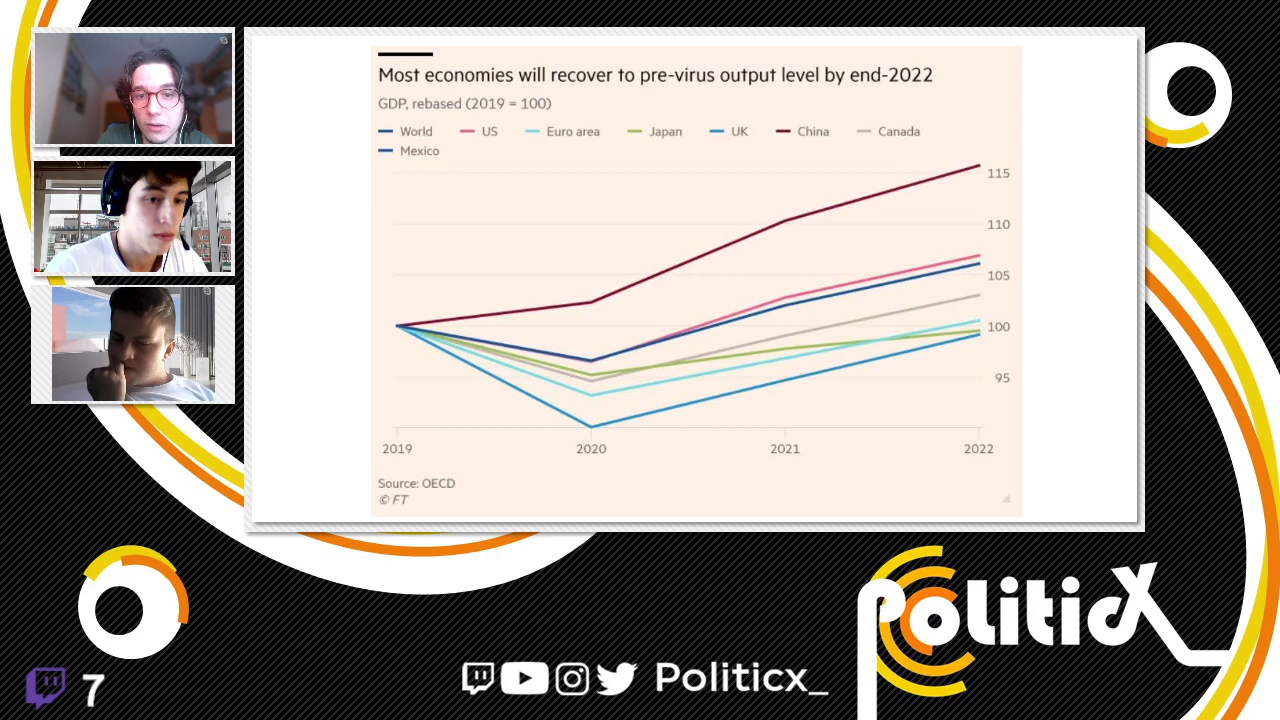 Most economies will recover to pre-virus output level by end-2022
GDP, rebased (2019 = 100)
World US Euro area Japan UK China Canada
Mexico
115
110
105
100
95
2019 2020 2021 2022
Source: OECD
© FT
PoliticX
7
Politicx_